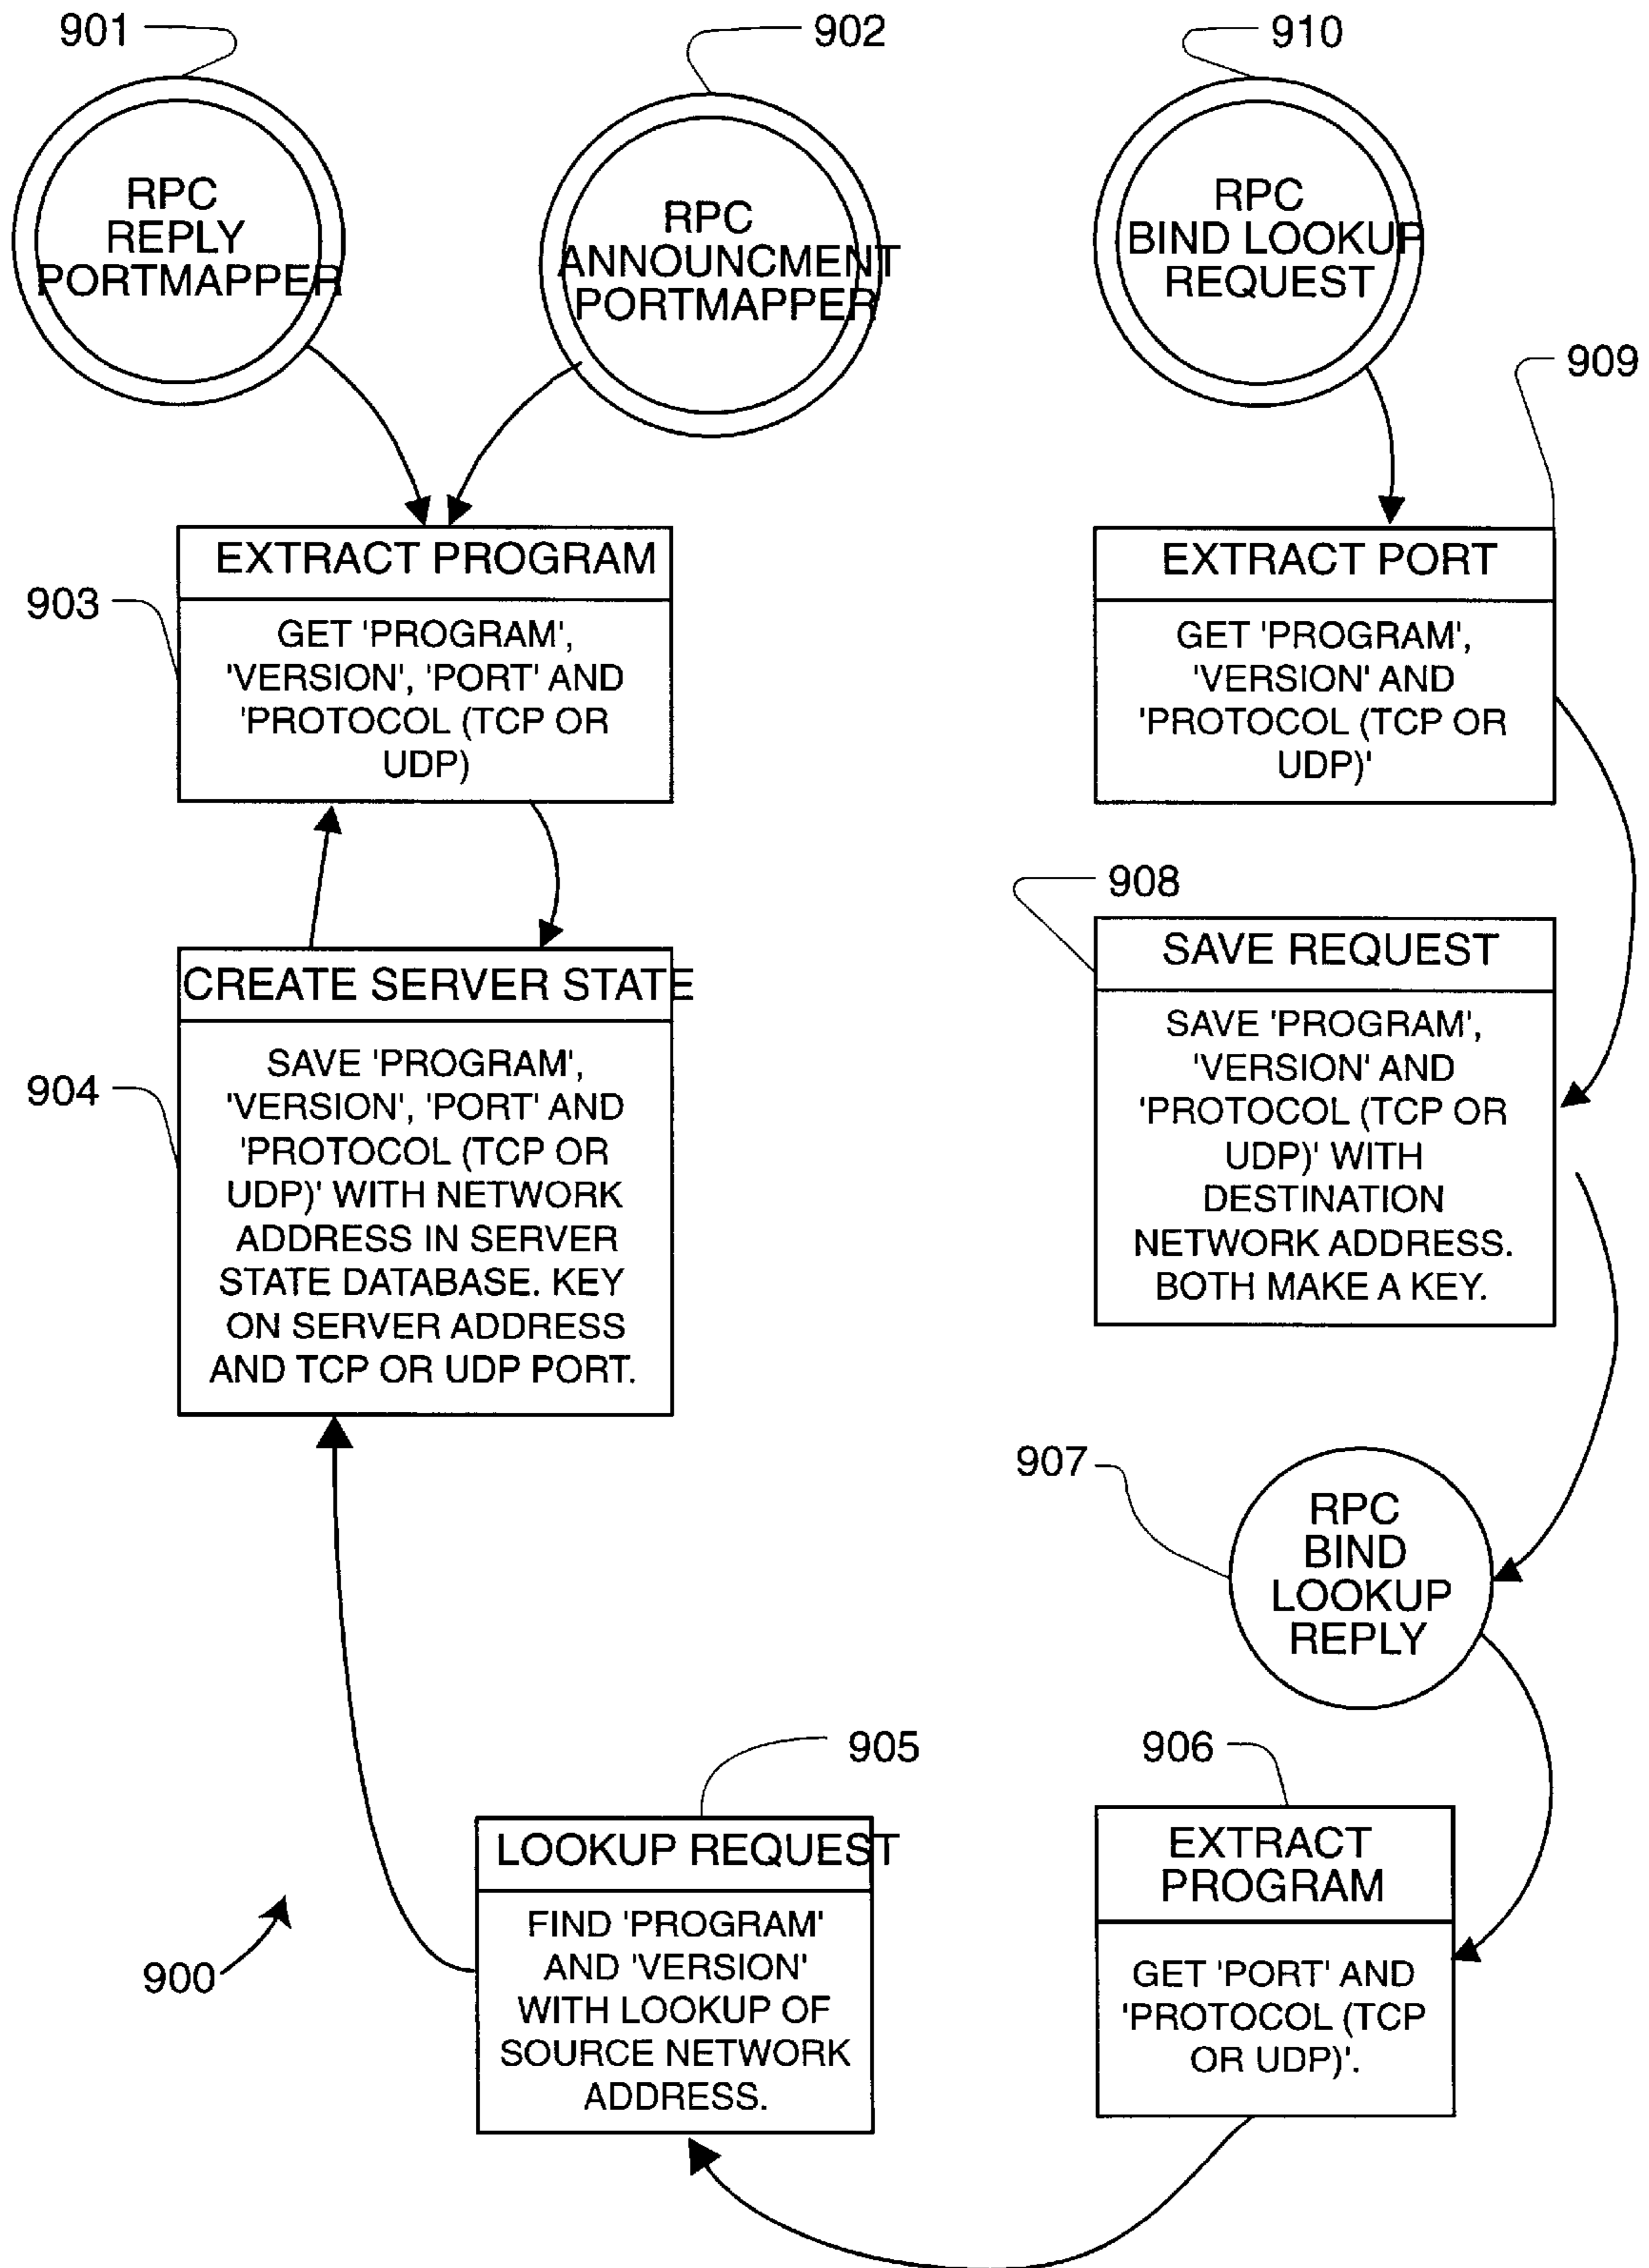 901
902
910
RPC
REPLY
PORTMAPPER
RPC
ANNOUNCMENT
PORTMAPPER
RPC
BIND LOOKUP
REQUEST
909
EXTRACT PROGRAM
903
GET 'PROGRAM',
'VERSION', 'PORT' AND
'PROTOCOL (TCP OR
UDP)
EXTRACT PORT
GET 'PROGRAM',
'VERSION' AND
'PROTOCOL (TCP OR
UDP)'
908
CREATE SERVER STATE
904
SAVE 'PROGRAM',
'VERSION', 'PORT' AND
'PROTOCOL (TCP OR
UDP)' WITH NETWORK
ADDRESS IN SERVER
STATE DATABASE. KEY
ON SERVER ADDRESS
AND TCP OR UDP PORT.
SAVE REQUEST
SAVE 'PROGRAM',
'VERSION' AND
'PROTOCOL (TCP OR
UDP)' WITH
DESTINATION
NETWORK ADDRESS.
BOTH MAKE A KEY.
907
RPC
BIND
LOOKUP
REPLY
905
906
LOOKUP REQUEST
FIND 'PROGRAM'
AND 'VERSION'
WITH LOOKUP OF
SOURCE NETWORK
ADDRESS.
EXTRACT
PROGRAM
GET 'PORT' AND
'PROTOCOL (TCP
OR UDP)'.
900